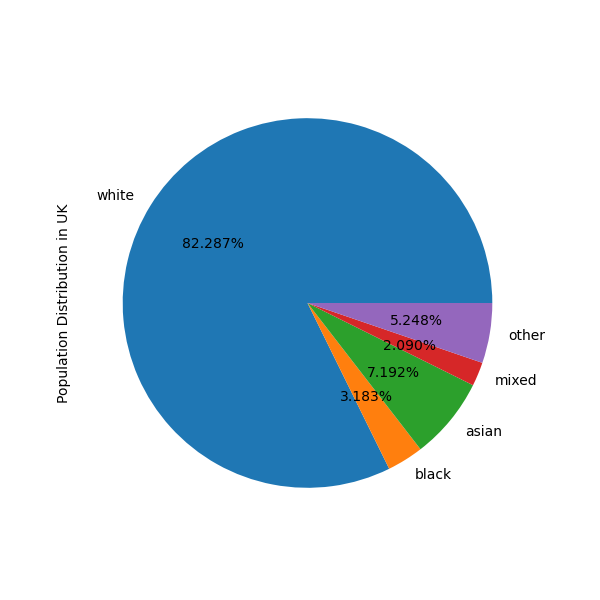 white
82.287%
Population Distribution in UK
5.248%
other
2.090%
7.192%
mixed
3.183%
asian
black